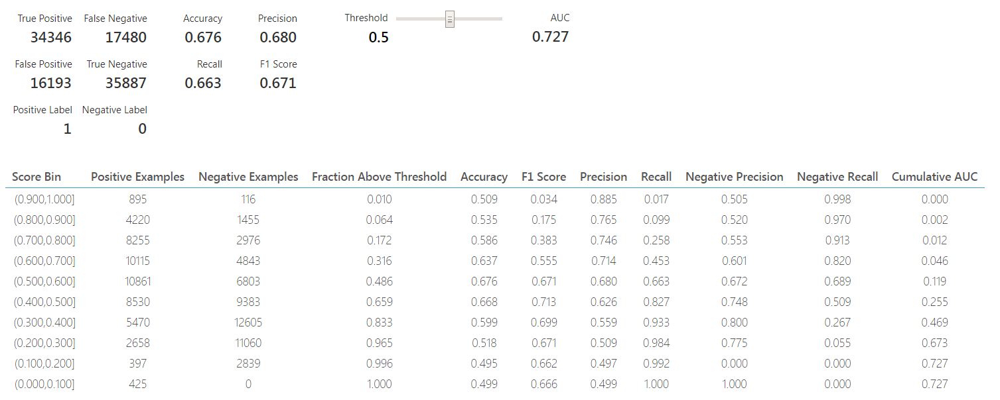 True Positive False Negative Accuracy Precision Threshold AUC
34346 17480 0.676 0.680 0.5 0.727
False Positive True Negative Recall F1 Score
16193 35887 0.663 0.671
Positive Label Negative Label
1 0
Score Bin Positive Examples Negative Examples Fraction Above Threshold Accuracy F1 Score Precision Recall Negative Precision Negative Recall Cumulative AUC
(0.900,1.000] 895 116 0.010 0.509 0.034 0.885 0.017 0.505 0.998 0.000
(0.800,0.900] 4220 1455 0.064 0.535 0.175 0.765 0.099 0.520 0.970 0.002
(0.700,0.800] 8255 2976 0.172 0.586 0.383 0.746 0.258 0.553 0.913 0.012
(0.600,0.700] 10115 4843 0.316 0.637 0.555 0.714 0.453 0.601 0.820 0.046
(0.500,0.600] 10861 6803 0.486 0.676 0.671 0.680 0.663 0.672 0.689 0.119
(0.400,0.500] 8530 9383 0.659 0.668 0.713 0.626 0.827 0.748 0.509 0.255
(0.300,0.400] 5470 12605 0.833 0.599 0.699 0.559 0.933 0.800 0.267 0.469
(0.200,0.300] 2658 11060 0.965 0.518 0.671 0.509 0.984 0.775 0.055 0.673
(0.100,0.200] 397 2839 0.996 0.495 0.662 0.497 0.992 0.000 0.000 0.727
(0.000,0.100] 425 0 1.000 0.499 0.666 0.499 1.000 1.000 0.000 0.727